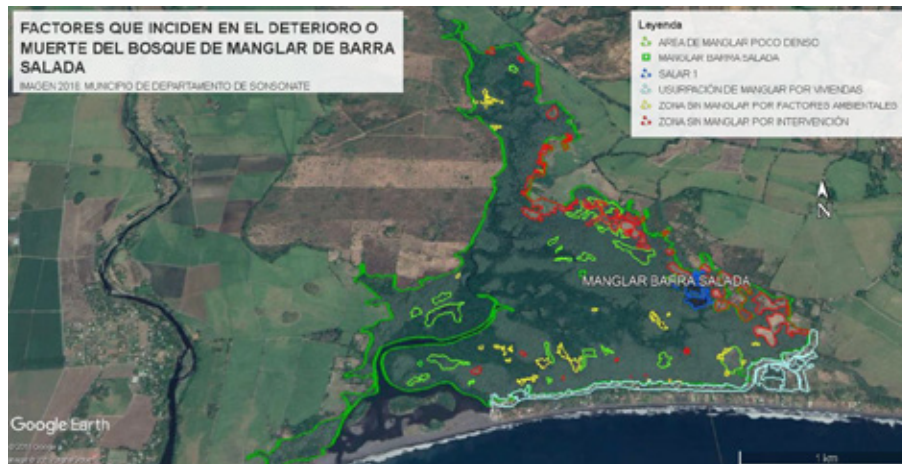 FACTORES QUE INCIDEN EN EL DETERIORO O
MUERTE DEL BOSQUE DE MANGLAR DE BARRA
SALADA
IMAGEN 2018. MUNICIPIO DE DEPARTAMENTO DE SONSONATE
Leyenda
AREA DE MANGLAR POCO DENSO
MANGLAR BARRA SALADA
SALAR 1
USURPACIÓN DE MANGLAR POR VIVIENDAS
ZONA SIN MANGLAR POR FACTORES AMBIENTALES
ZONA SIN MANGLAR POR INTERVENCIÓN
N
MANGLAR BARRA SALADA
Google Earth
1 km